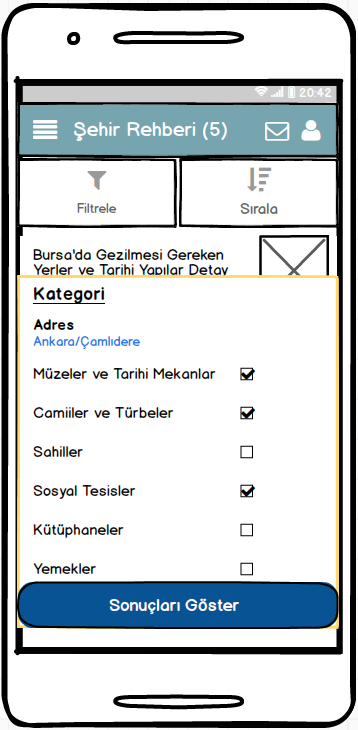 20:42
Şehir Rehberi (5)
Filtrele
Sırala
Bursa'da Gezilmesi Gereken
Yerler ve Tarihi Yapılar Detay
Kategori
Adres
Ankara/Çamlıdere
Müzeler ve Tarihi Mekanlar
Camiiler ve Türbeler
Sahiller
Sosyal Tesisler
Kütüphaneler
Yemekler
Sonuçları Göster